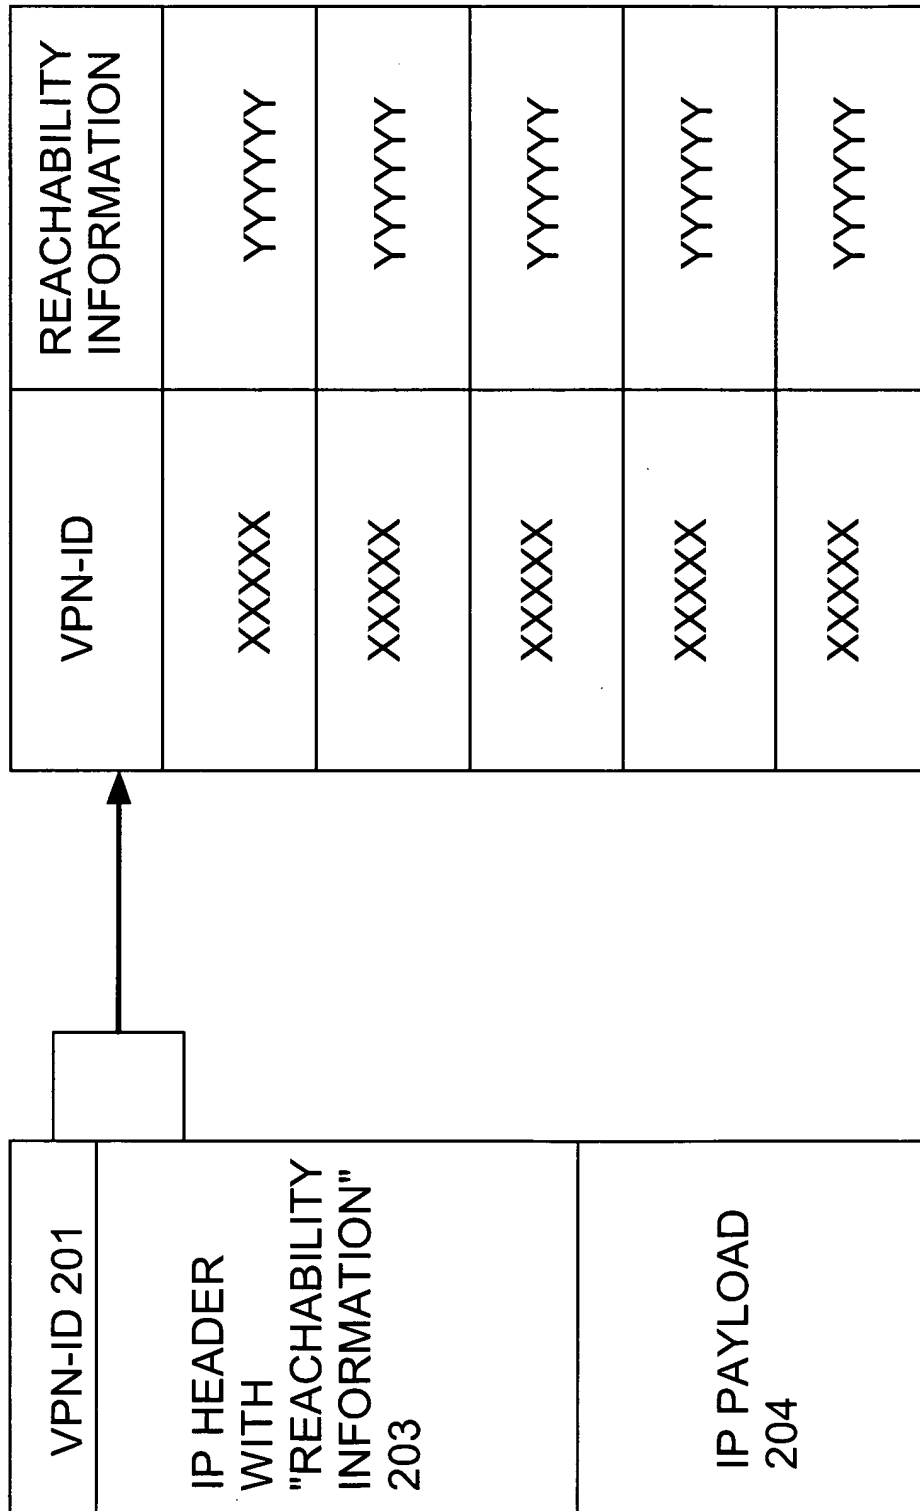 VPN-ID 201
IP HEADER
WITH
"REACHABILITY
INFORMATION"
203
IP PAYLOAD
204
VPN-ID
REACHABILITY
INFORMATION
XXXXX
YYYYYY
XXXXX
YYYYYY
XXXXX
YYYYYY
XXXXX
YYYYYY
XXXXX
YYYYYY